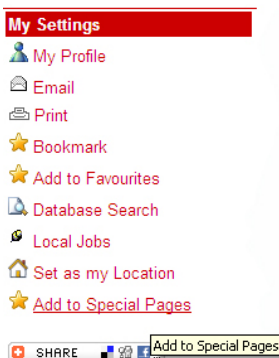 My Settings
My Profile
Email
Print
Bookmark
Add to Favourites
Database Search
Local Jobs
Set as my Location
Add to Special Pages
SHARE
Add to Special Pages